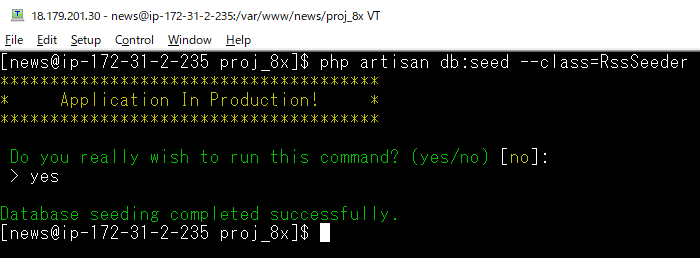 18.179.201.30 - news@ip-172-31-2-235:/var/www/news/proj_8x VT
File Edit Setup Control Window Help
[news@ip-172-31-2-235 proj_8x]$ php artisan db:seed --class=RssSeeder
**************************************
*     Application In Production!     *
**************************************
Do you really wish to run this command? (yes/no) [no]:
> yes
Database seeding completed successfully.
[news@ip-172-31-2-235 proj_8x]$